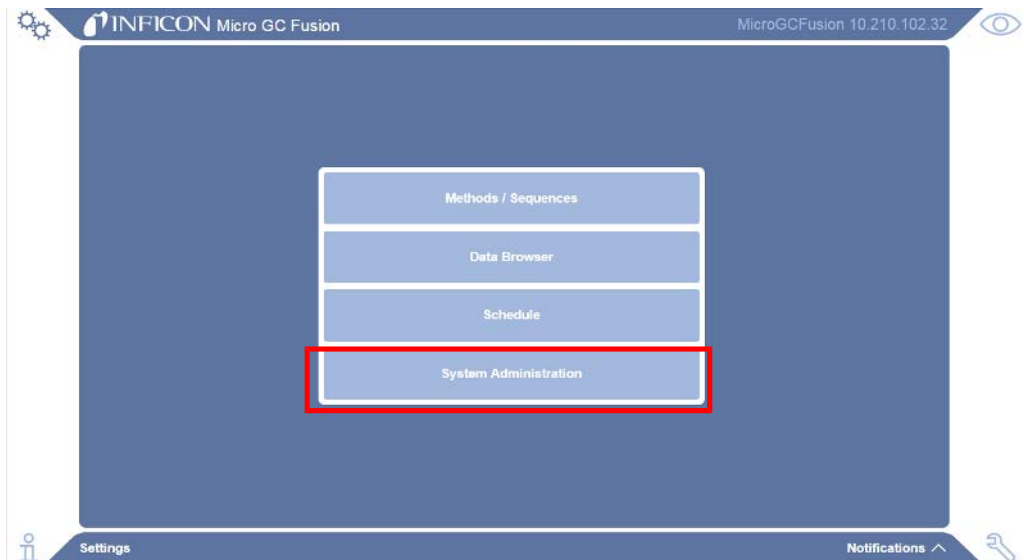 INFICON Micro GC Fusion
MicroGCFusion 10.210.102.32
Methods / Sequences
Data Browser
Schedule
System Administration
Settings
Notifications